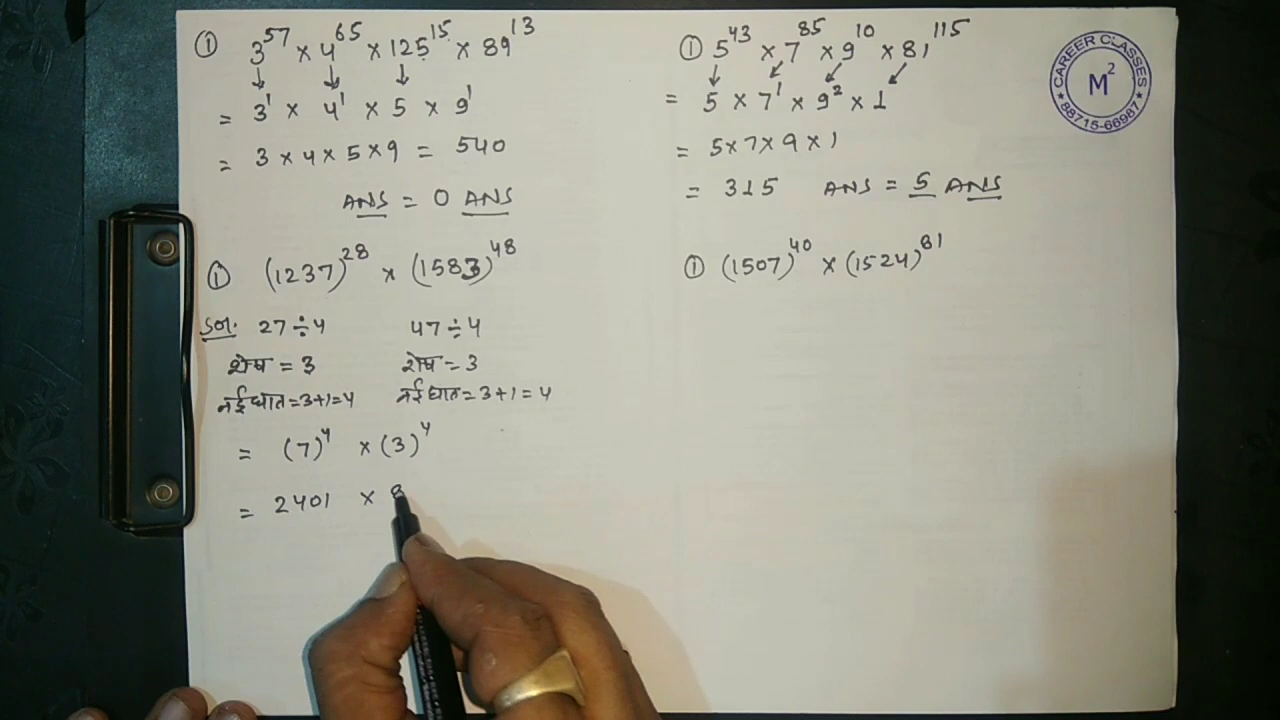 ① 3^57 × 4^65 × 125^15 × 89^13
↓ ↓ ↓
= 3^1 × 4^1 × 5 × 9^1
= 3 × 4 × 5 × 9 = 540
ANS = 0 ANS
① (1237)^28 × (1583)^48
Sol. 27÷4 47÷4
शेष = 3 शेष = 3
नई घात = 3+1=4 नई घात = 3+1=4
= (7)^4 × (3)^4
= 2401 × 8
① 5^43 × 7^85 × 9^10 × 81^115
↓ ↙ ↙ ↙
= 5 × 7^1 × 9^2 × 1
= 5×7×9×1
= 315 ANS = 5 ANS
① (1507)^40 × (1524)^81
CAREER CLASSES
M²
★ 88715-66987 ★